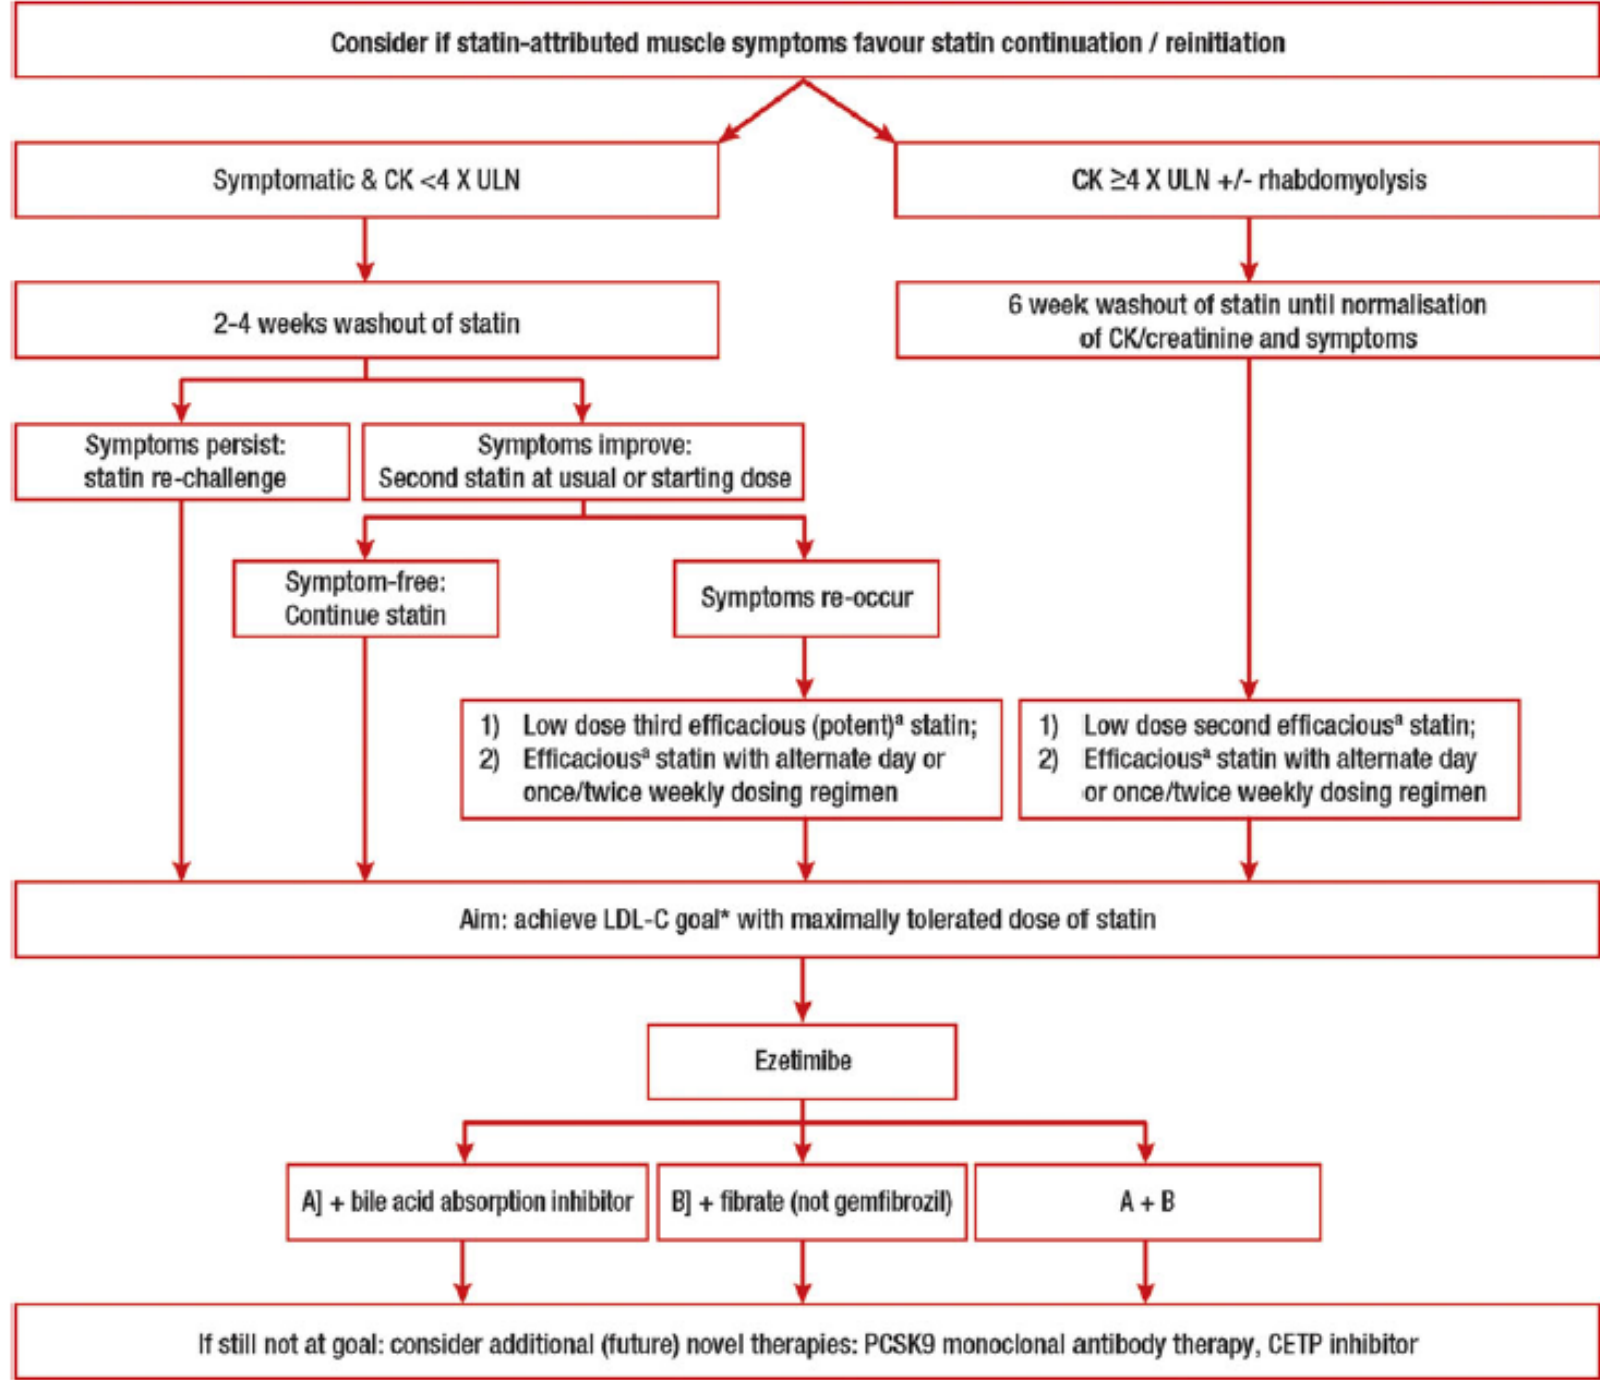 Consider if statin-attributed muscle symptoms favour statin continuation / reinitiation
Symptomatic & CK <4 X ULN
CK ≥4 X ULN +/- rhabdomyolysis
2-4 weeks washout of statin
6 week washout of statin until normalisation
of CK/creatinine and symptoms
Symptoms persist:
statin re-challenge
Symptoms improve:
Second statin at usual or starting dose
Symptom-free:
Continue statin
Symptoms re-occur
1) Low dose third efficacious (potent)ª statin;
2) Efficaciousª statin with alternate day or
once/twice weekly dosing regimen
1) Low dose second efficaciousª statin;
2) Efficaciousª statin with alternate day
or once/twice weekly dosing regimen
Aim: achieve LDL-C goal* with maximally tolerated dose of statin
Ezetimibe
A] + bile acid absorption inhibitor
B] + fibrate (not gemfibrozil)
A + B
If still not at goal: consider additional (future) novel therapies: PCSK9 monoclonal antibody therapy, CETP inhibitor